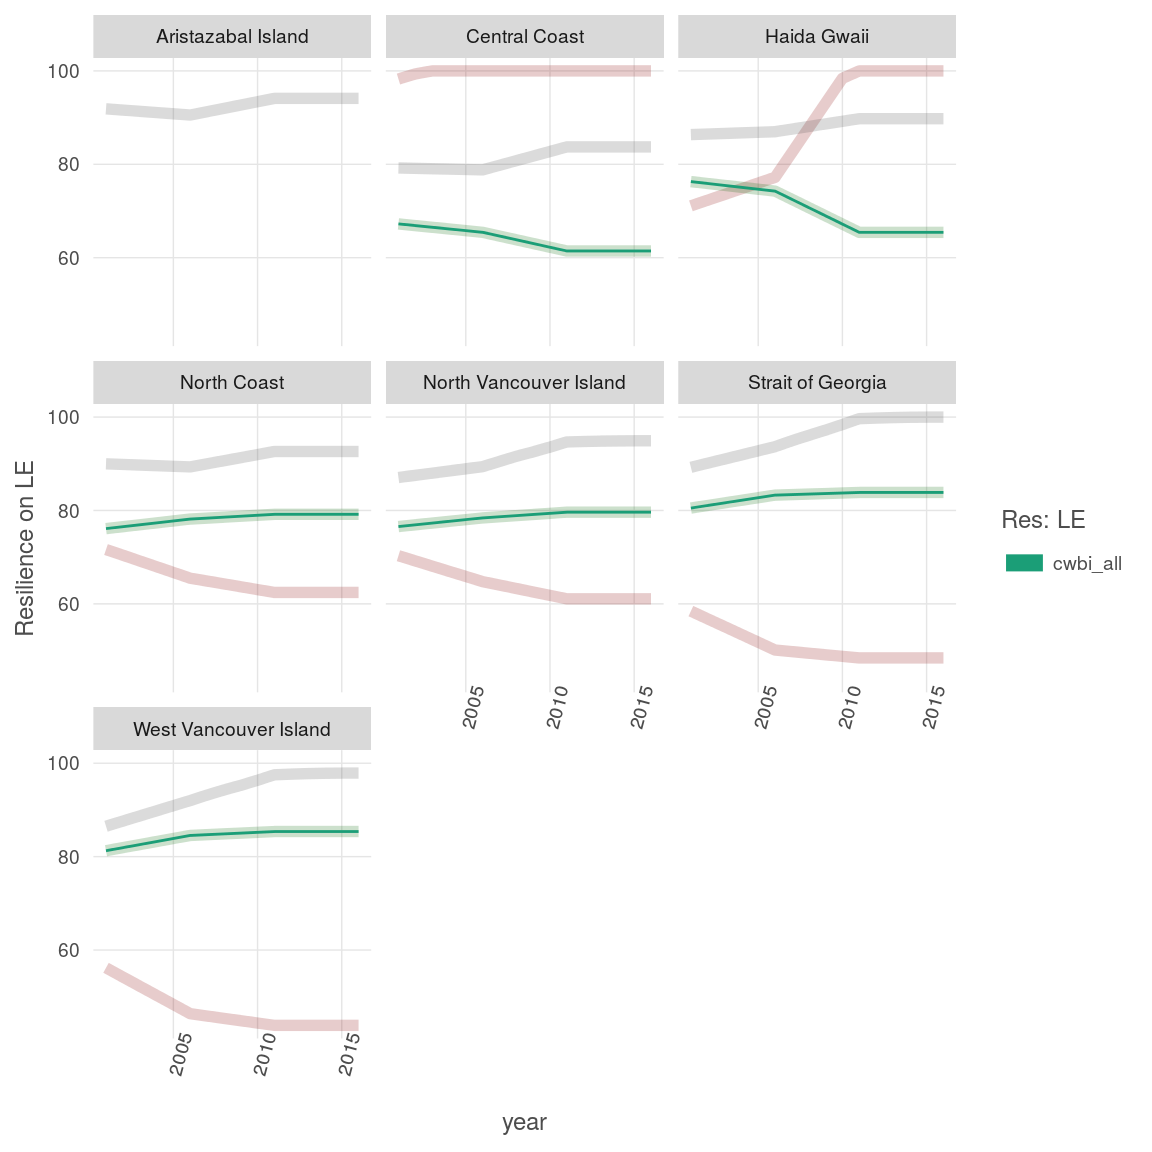 Aristazabal Island
Central Coast
Haida Gwaii
100
80
60
North Coast
North Vancouver Island
Strait of Georgia
100
80
60
2005
2010
2015
2005
2010
2015
West Vancouver Island
100
80
60
2005
2010
2015
Resilience on LE
year
Res: LE
cwbi_all